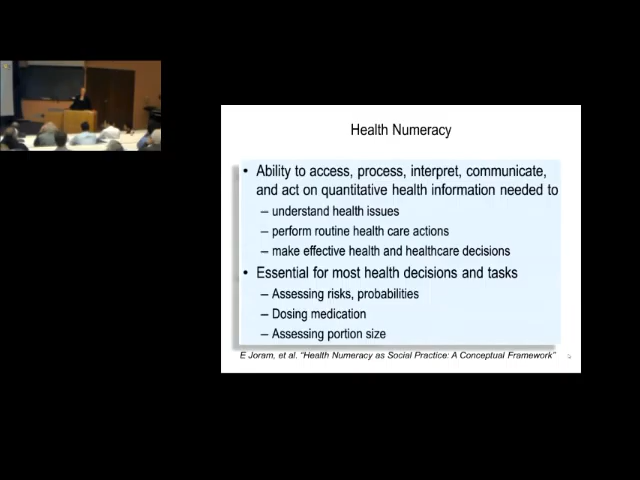 Health Numeracy
• Ability to access, process, interpret, communicate,
and act on quantitative health information needed to
– understand health issues
– perform routine health care actions
– make effective health and healthcare decisions
• Essential for most health decisions and tasks
– Assessing risks, probabilities
– Dosing medication
– Assessing portion size
E Joram, et al. "Health Numeracy as Social Practice: A Conceptual Framework"